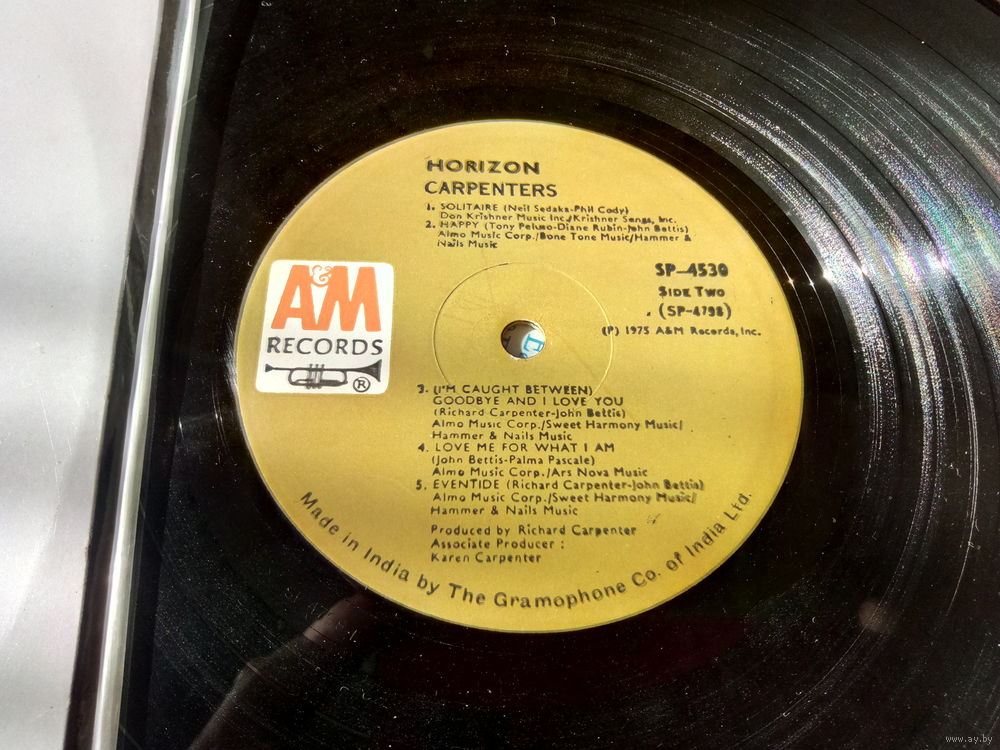 HORIZON
CARPENTERS
1. SOLITAIRE (Neil Sedaka-Phil Cody)
Don Krishner Music Inc./Krishner Songs, Inc.
2. HAPPY (Tony Peluso-Diane Rubin-John Bettis)
Almo Music Corp./Bone Tone Music/Hammer &
Nails Music
A&M
RECORDS
®
SP-4530
SIDE TWO
(SP-4798)
(P) 1975 A&M Records, Inc.
3. (I'M CAUGHT BETWEEN)
GOODBYE AND I LOVE YOU
(Richard Carpenter-John Bettis)
Almo Music Corp./Sweet Harmony Music/
Hammer & Nails Music
4. LOVE ME FOR WHAT I AM
(John Bettis-Palma Pascale)
Almo Music Corp./Ars Nova Music
5. EVENTIDE (Richard Carpenter-John Bettis)
Almo Music Corp./Sweet Harmony Music/
Hammer & Nails Music
Produced by Richard Carpenter
Associate Producer :
Karen Carpenter
Made in India by The Gramophone Co. of India Ltd.
www.ay.by